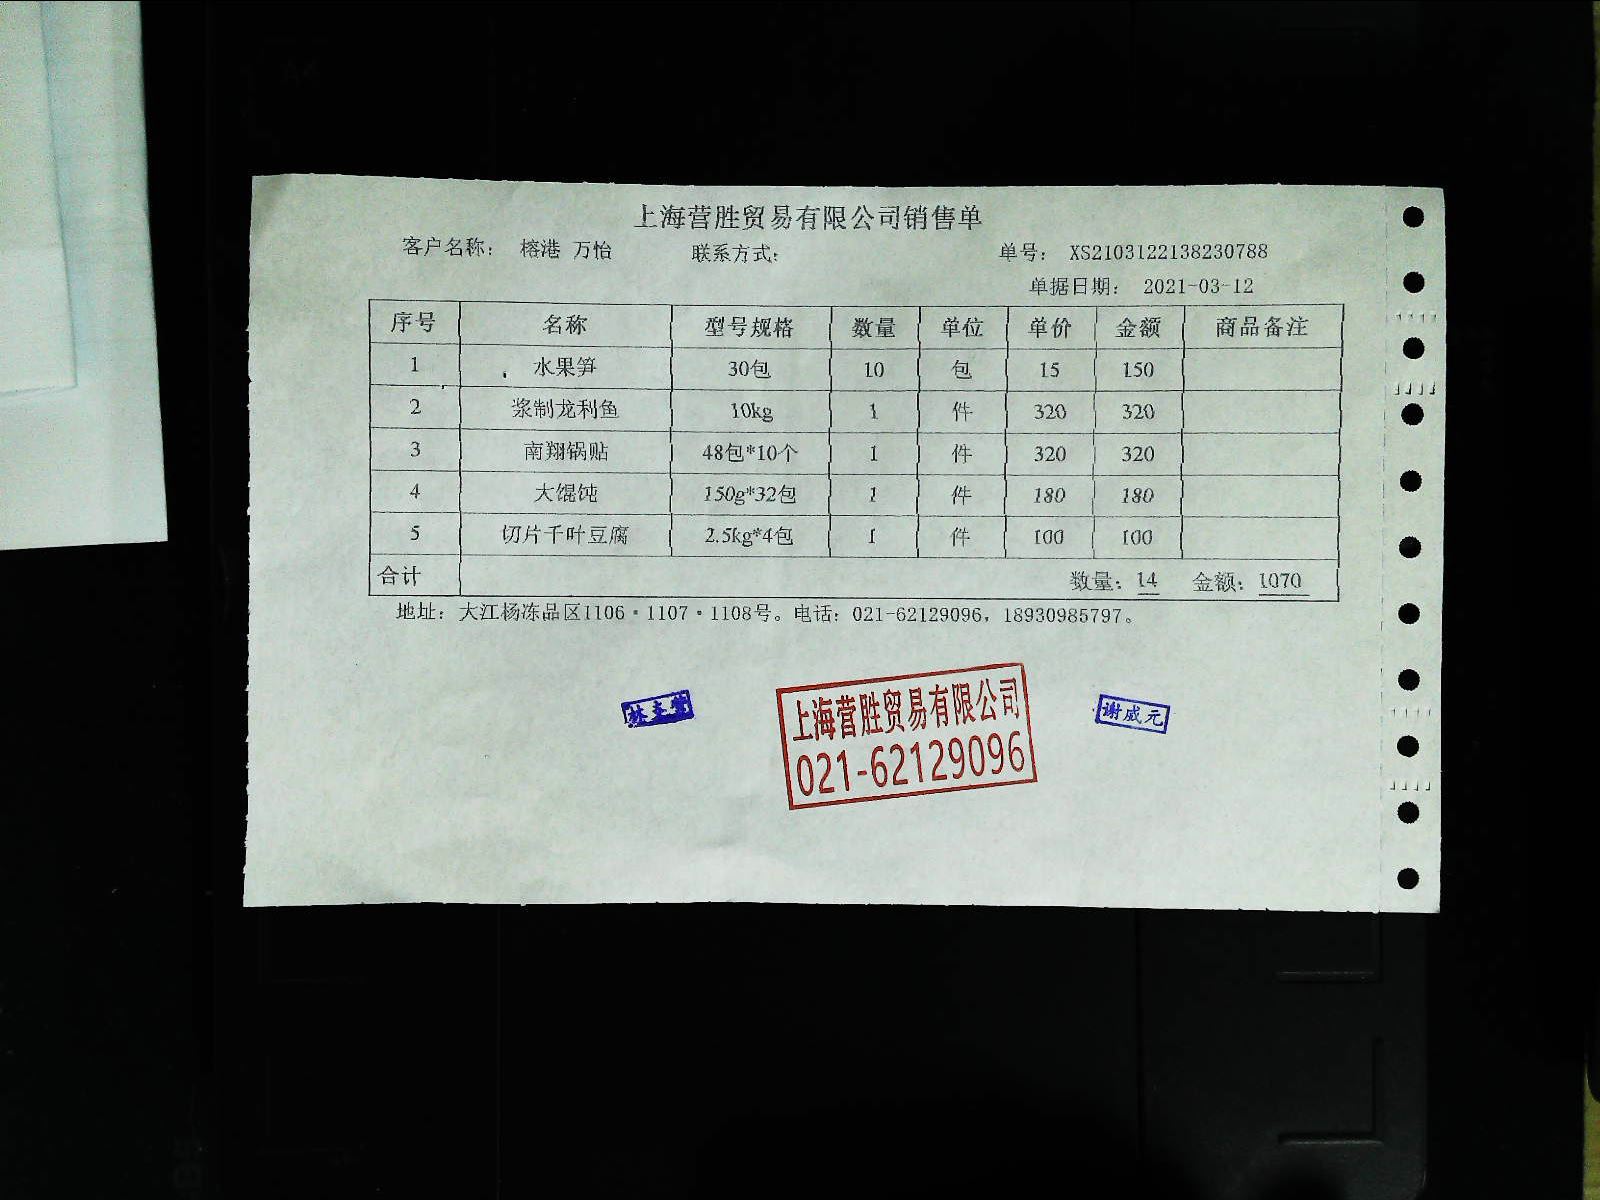 上海营胜贸易有限公司销售单
客户名称： 榕港 万怡 联系方式： 单号： XS2103122138230788
单据日期： 2021-03-12
序号 名称 型号规格 数量 单位 单价 金额 商品备注
1 水果笋 30包 10 包 15 150
2 浆制龙利鱼 10kg 1 件 320 320
3 南翔锅贴 48包*10个 1 件 320 320
4 大馄饨 150g*32包 1 件 180 180
5 切片千叶豆腐 2.5kg*4包 1 件 100 100
合计 数量：14 金额：1070
地址：大江杨冻品区1106·1107·1108号。电话：021-62129096，18930985797。
上海营胜贸易有限公司
021-62129096
谢威元